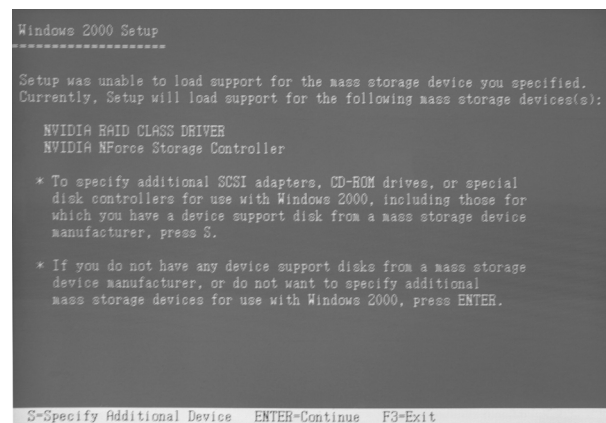 Windows 2000 Setup
====================
Setup was unable to load support for the mass storage device you specified.
Currently, Setup will load support for the following mass storage devices(s):
NVIDIA RAID CLASS DRIVER
NVIDIA NForce Storage Controller
* To specify additional SCSI adapters, CD-ROM drives, or special
disk controllers for use with Windows 2000, including those for
which you have a device support disk from a mass storage device
manufacturer, press S.
* If you do not have any device support disks from a mass storage
device manufacturer, or do not want to specify additional
mass storage devices for use with Windows 2000, press ENTER.
S=Specify Additional Device ENTER=Continue F3=Exit